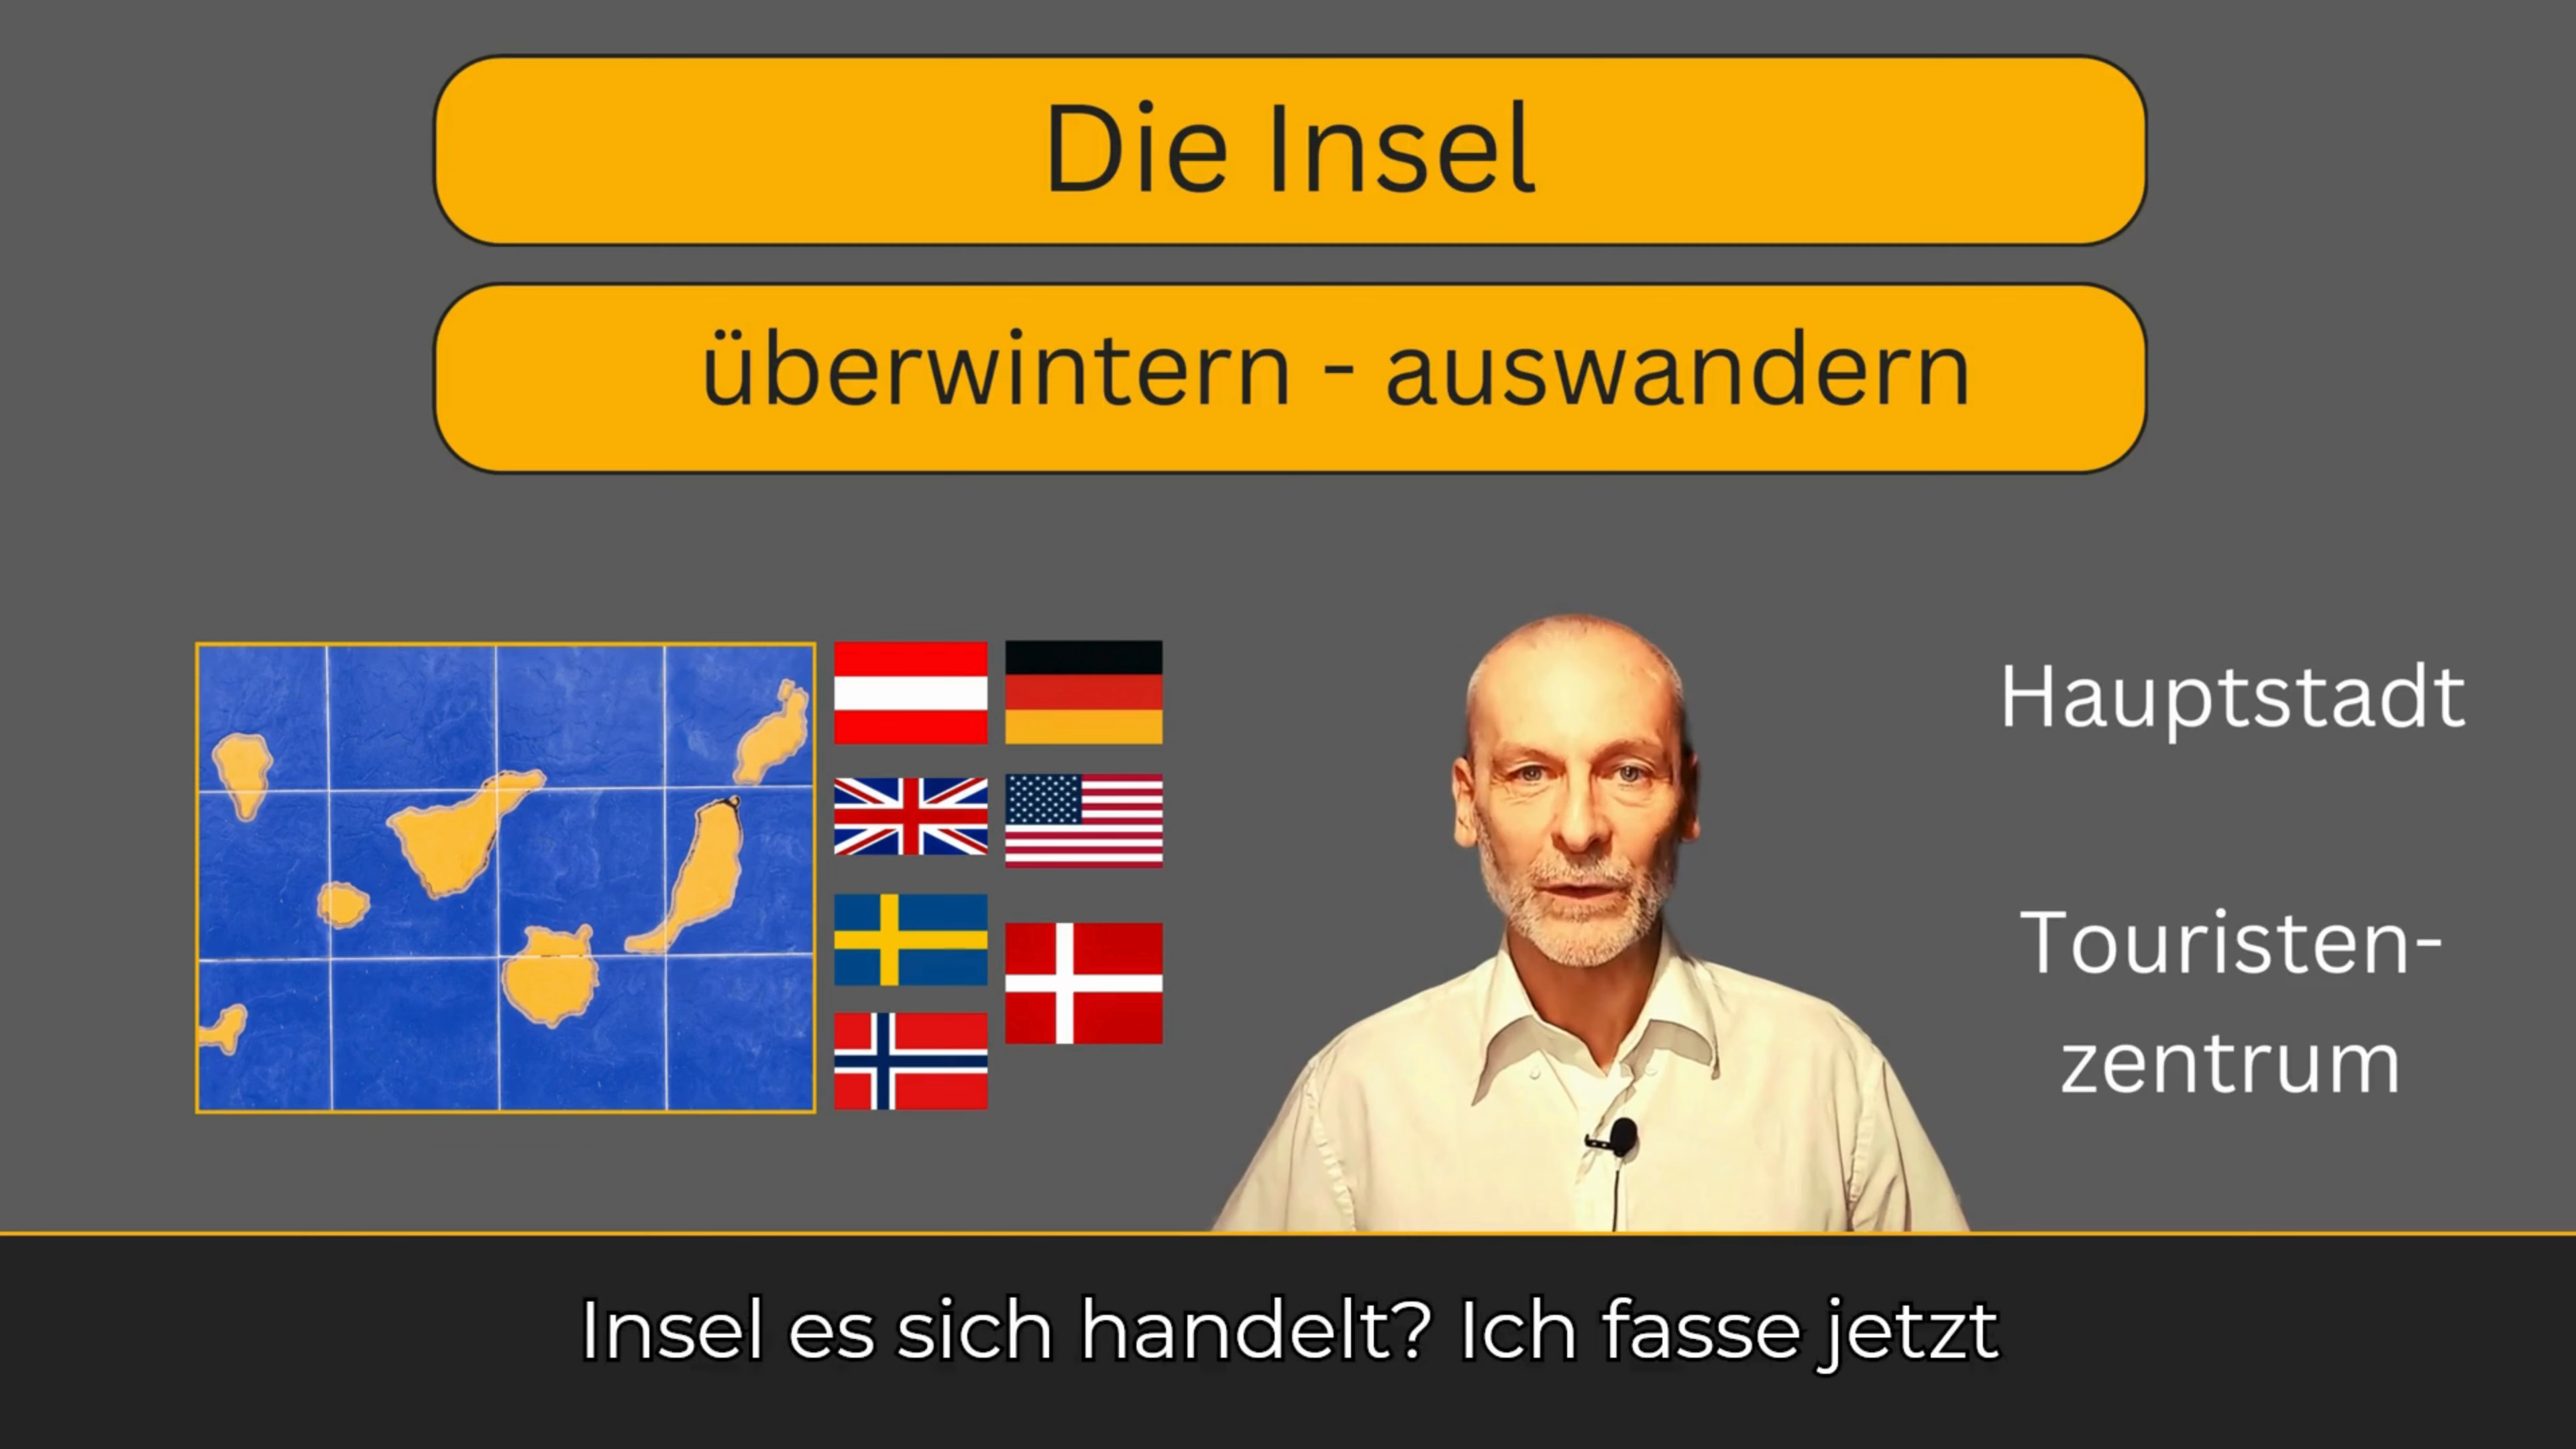 Die Insel
überwintern - auswandern
Hauptstadt
Touristen-
zentrum
Insel es sich handelt? Ich fasse jetzt